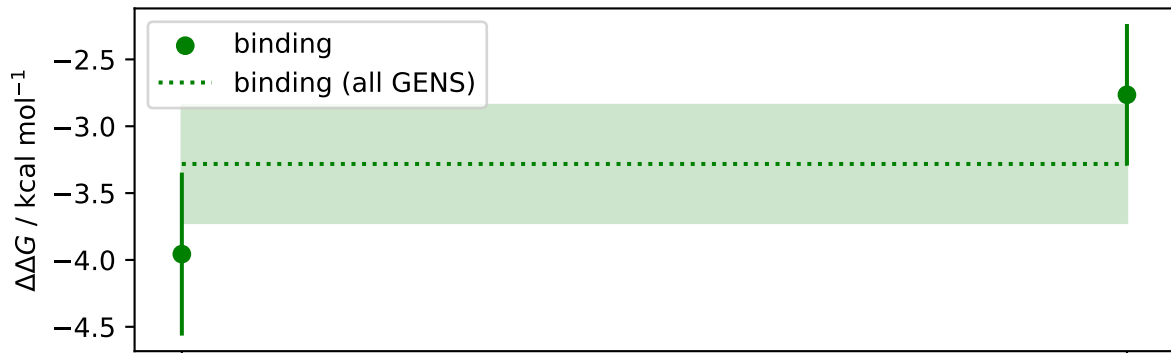 binding
binding (all GENS)
−2.5
−3.0
−3.5
−4.0
−4.5
ΔΔG / kcal mol⁻¹